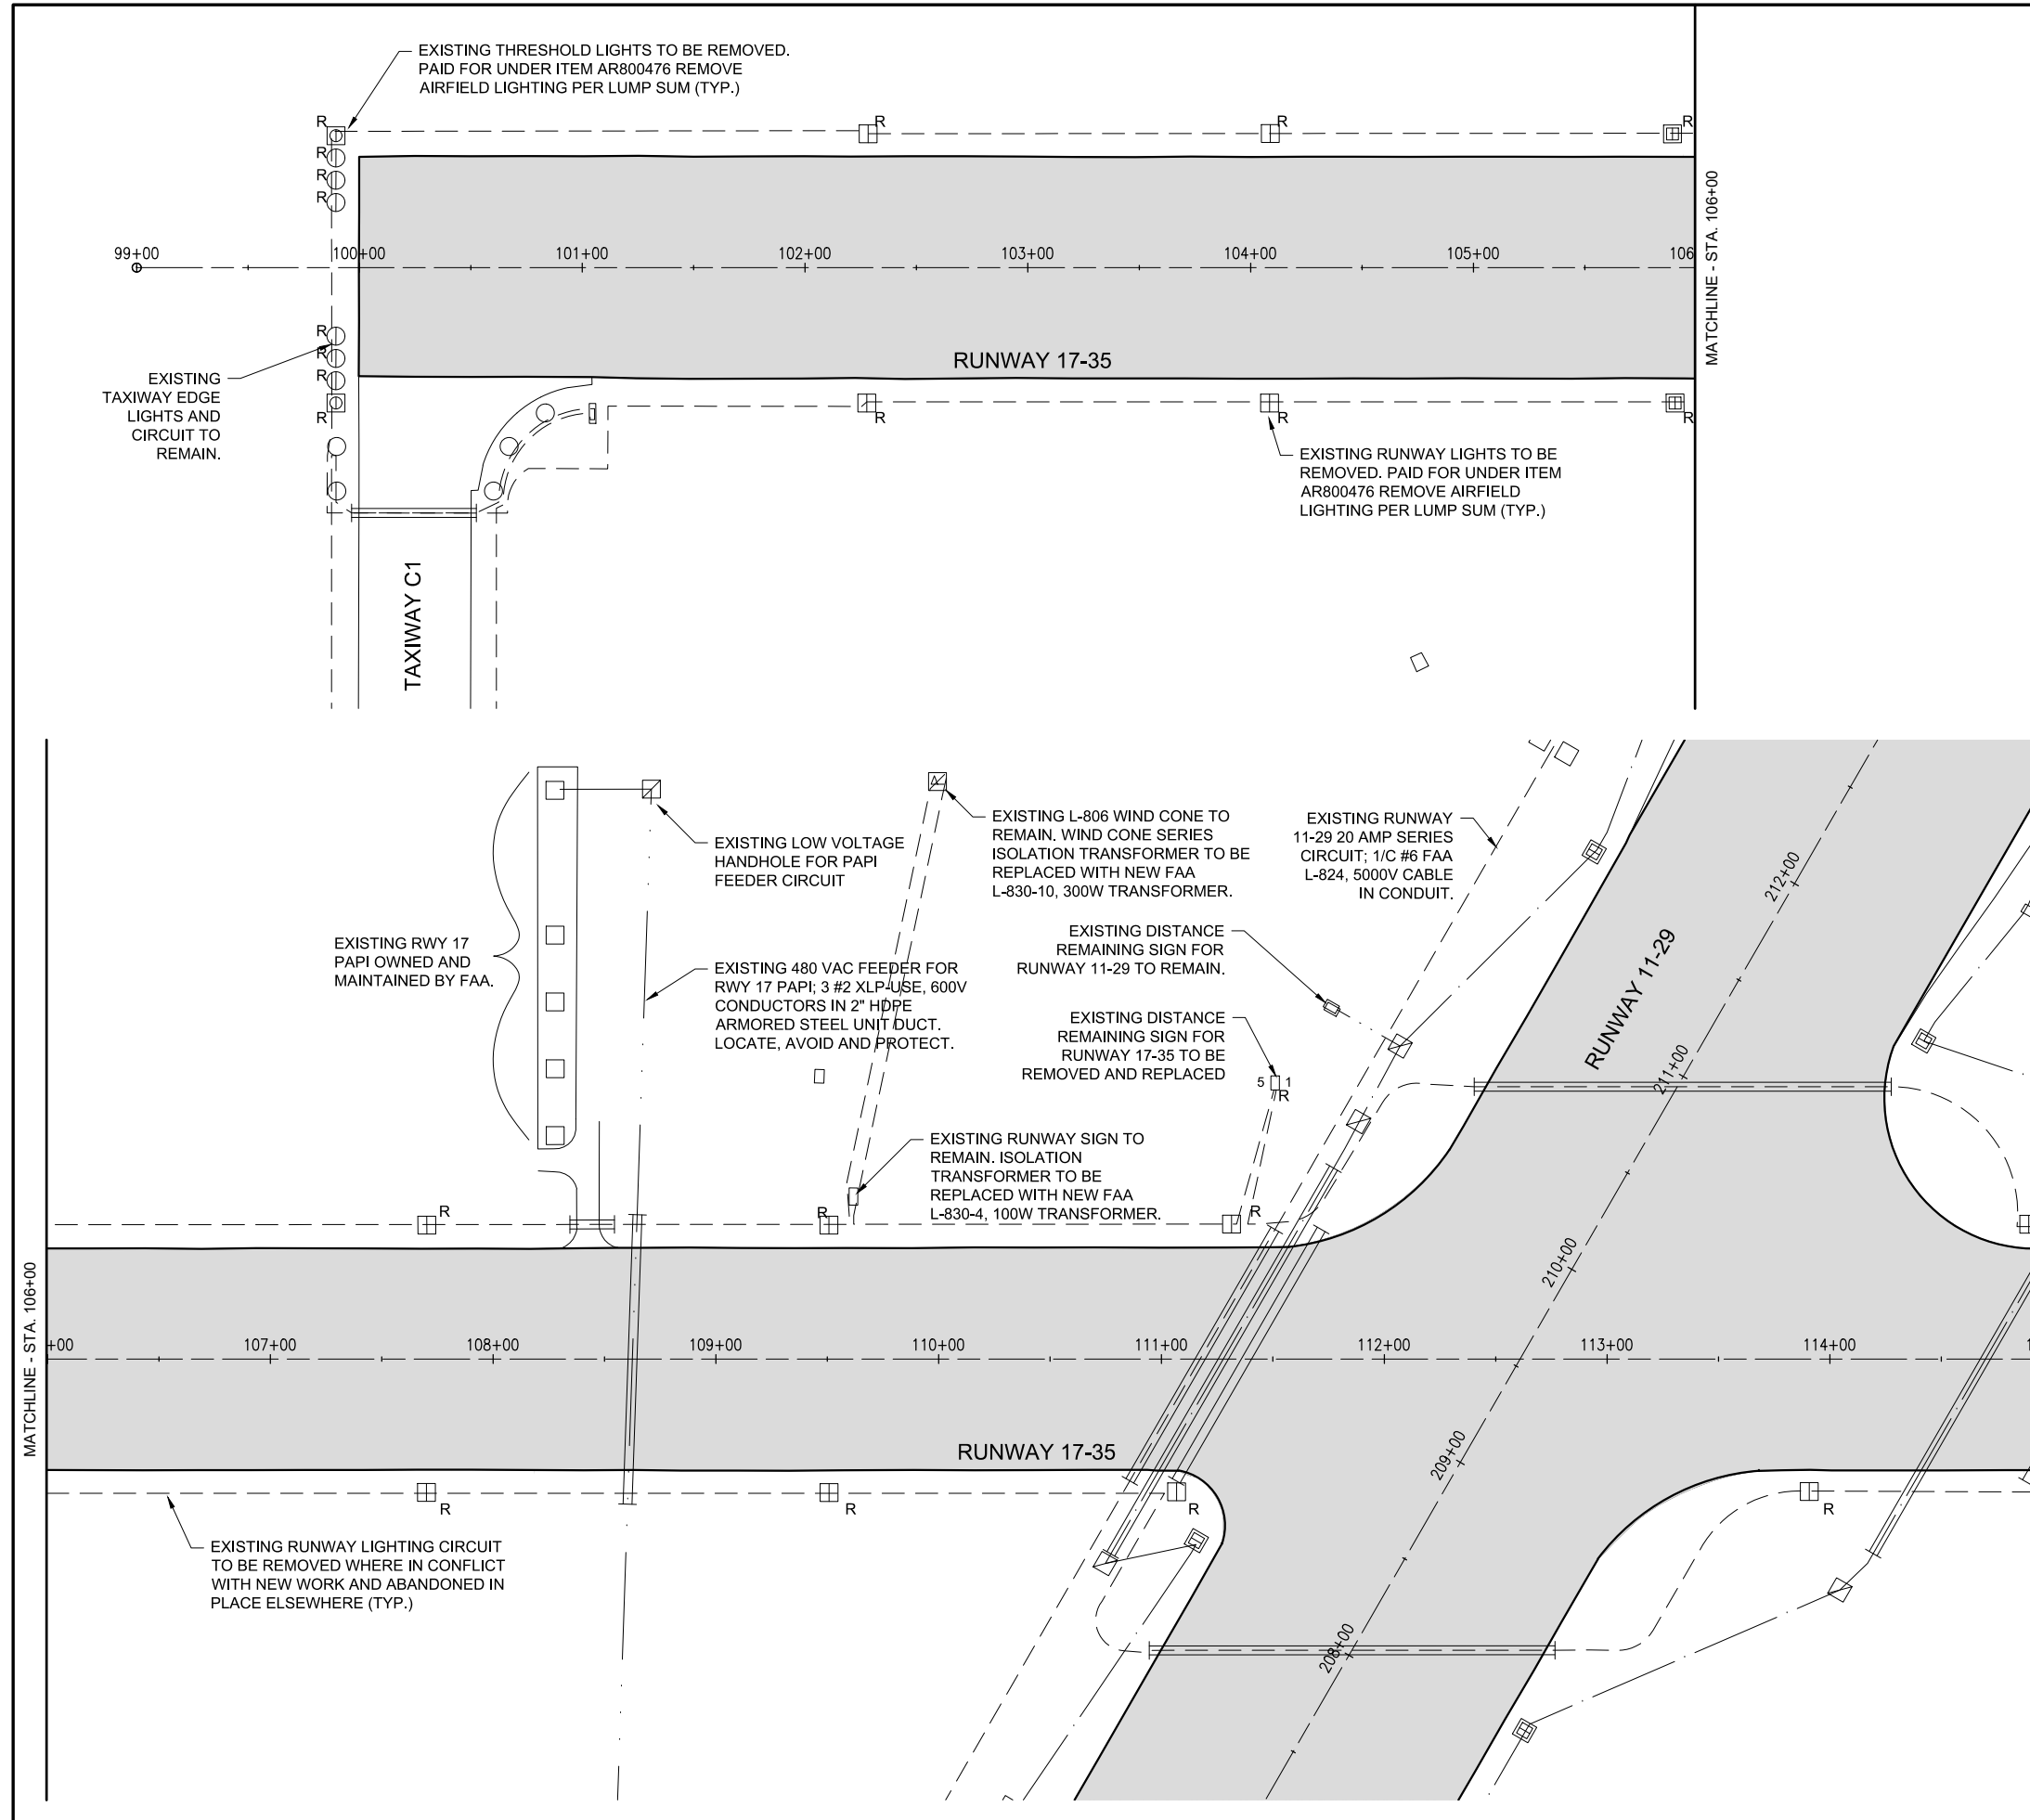 EXISTING THRESHOLD LIGHTS TO BE REMOVED.
PAID FOR UNDER ITEM AR800476 REMOVE
AIRFIELD LIGHTING PER LUMP SUM (TYP.)
R
R
R
R
R
R
R
99+00
100+00
101+00
102+00
103+00
104+00
105+00
106
MATCHLINE - STA. 106+00
R
R
R
R
RUNWAY 17-35
EXISTING
TAXIWAY EDGE
LIGHTS AND
CIRCUIT TO
REMAIN.
R
R
R
EXISTING RUNWAY LIGHTS TO BE
REMOVED. PAID FOR UNDER ITEM
AR800476 REMOVE AIRFIELD
LIGHTING PER LUMP SUM (TYP.)
TAXIWAY C1
EXISTING LOW VOLTAGE
HANDHOLE FOR PAPI
FEEDER CIRCUIT
EXISTING L-806 WIND CONE TO
REMAIN. WIND CONE SERIES
ISOLATION TRANSFORMER TO BE
REPLACED WITH NEW FAA
L-830-10, 300W TRANSFORMER.
EXISTING RUNWAY
11-29 20 AMP SERIES
CIRCUIT; 1/C #6 FAA
L-824, 5000V CABLE
IN CONDUIT.
212+00
EXISTING RWY 17
PAPI OWNED AND
MAINTAINED BY FAA.
EXISTING 480 VAC FEEDER FOR
RWY 17 PAPI; 3 #2 XLP-USE, 600V
CONDUCTORS IN 2" HDPE
ARMORED STEEL UNIT DUCT.
LOCATE, AVOID AND PROTECT.
EXISTING DISTANCE
REMAINING SIGN FOR
RUNWAY 11-29 TO REMAIN.
EXISTING DISTANCE
REMAINING SIGN FOR
RUNWAY 17-35 TO BE
REMOVED AND REPLACED
5 1
R
RUNWAY 11-29
211+00
EXISTING RUNWAY SIGN TO
REMAIN. ISOLATION
TRANSFORMER TO BE
REPLACED WITH NEW FAA
L-830-4, 100W TRANSFORMER.
R
R
R
210+00
MATCHLINE - STA. 106+00
+00
107+00
108+00
109+00
110+00
111+00
112+00
113+00
114+00
RUNWAY 17-35
209+00
R
R
R
R
EXISTING RUNWAY LIGHTING CIRCUIT
TO BE REMOVED WHERE IN CONFLICT
WITH NEW WORK AND ABANDONED IN
PLACE ELSEWHERE (TYP.)
208+00